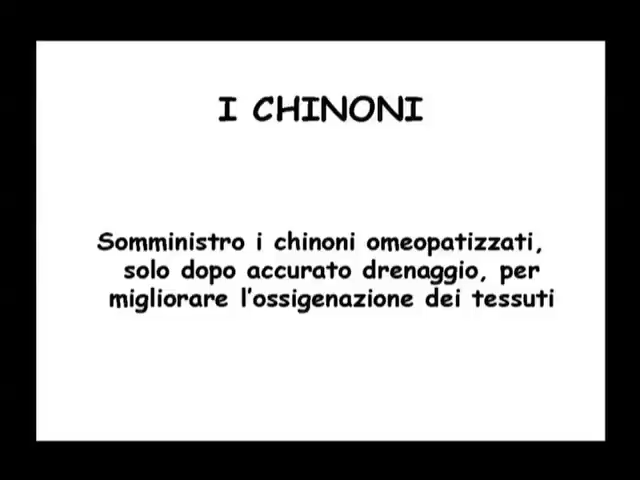 I CHINONI
Somministro i chinoni omeopatizzati,
solo dopo accurato drenaggio, per
migliorare l'ossigenazione dei tessuti